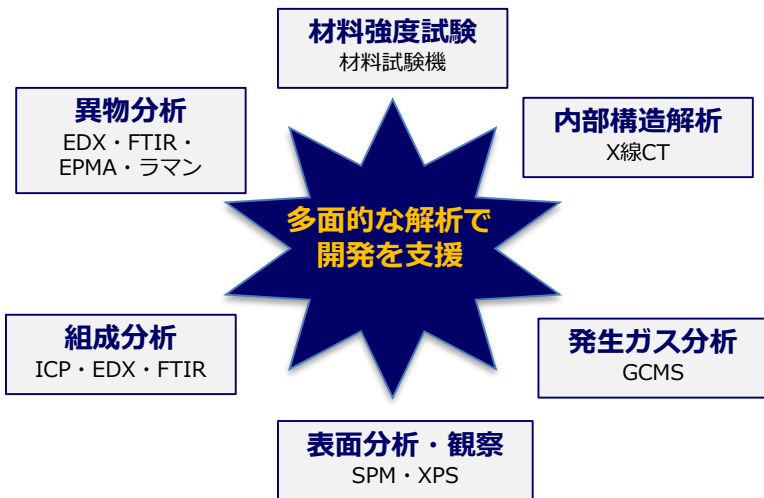 材料強度試験
材料試験機
異物分析
EDX・FTIR・
EPMA・ラマン
内部構造解析
X線CT
多面的な解析で
開発を支援
組成分析
ICP・EDX・FTIR
発生ガス分析
GCMS
表面分析・観察
SPM・XPS